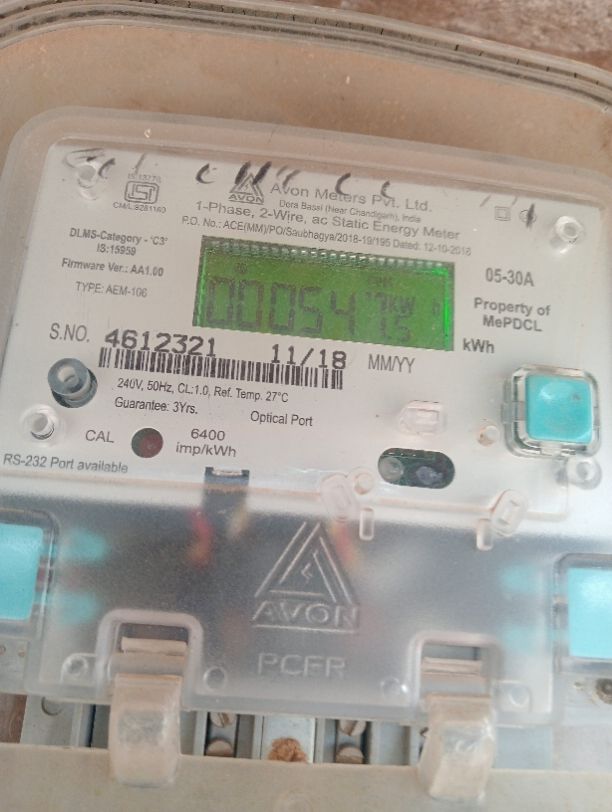 IS:13779
ISI
CM/L 9281160
AVON
Avon Meters Pvt. Ltd.
Dera Bassi (Near Chandigarh), India
1-Phase, 2-Wire, ac Static Energy Meter
P.O. No.: ACE(MM)/PO/Saubhagya/2018-19/195 Dated: 12-10-2018
DLMS-Category - 'C3'
IS:15959
Firmware Ver.: AA1.00
TYPE: AEM-106
05-30A
Property of
MePDCL
kWh
S.NO. 4612321 11/18 MM/YY
240V, 50Hz, CL:1.0, Ref. Temp. 27°C
Guarantee: 3Yrs.
Optical Port
CAL
6400
imp/kWh
RS-232 Port available
AVON